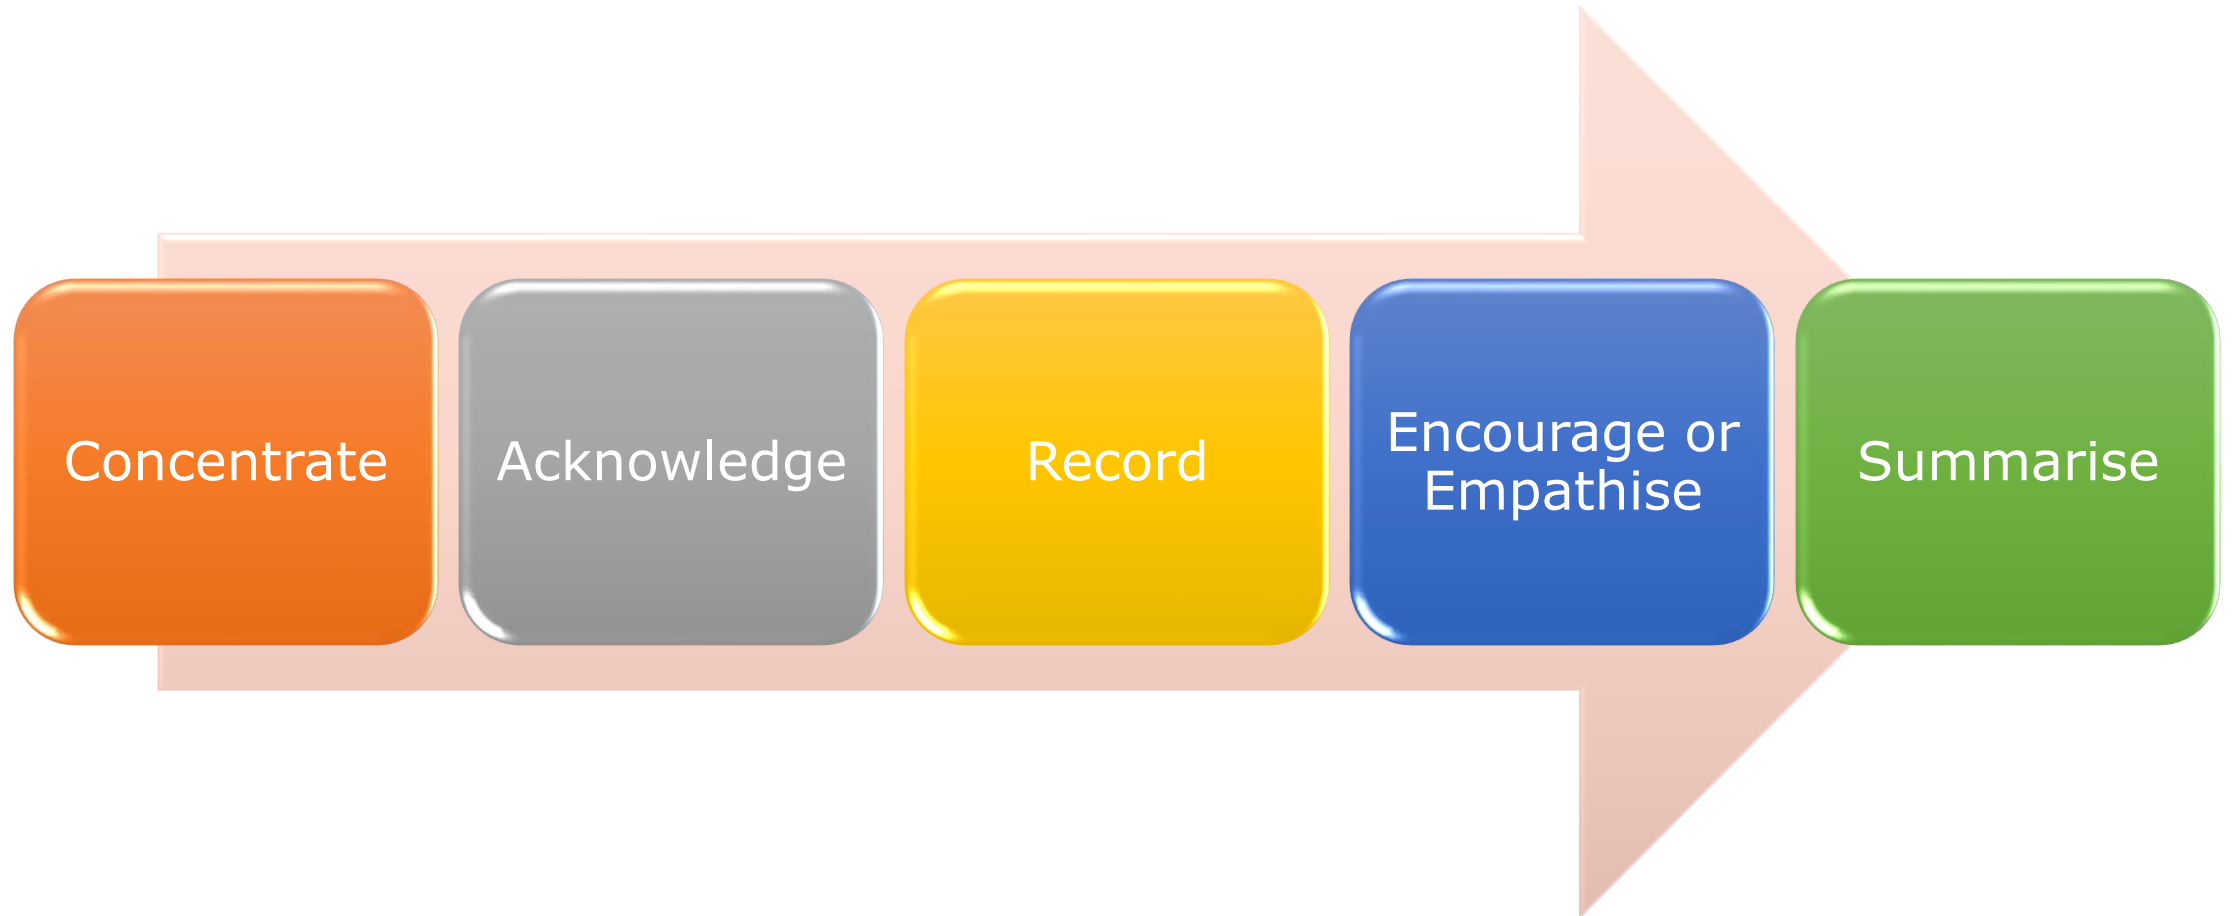 Concentrate
Acknowledge
Record
Encourage or
Empathise
Summarise